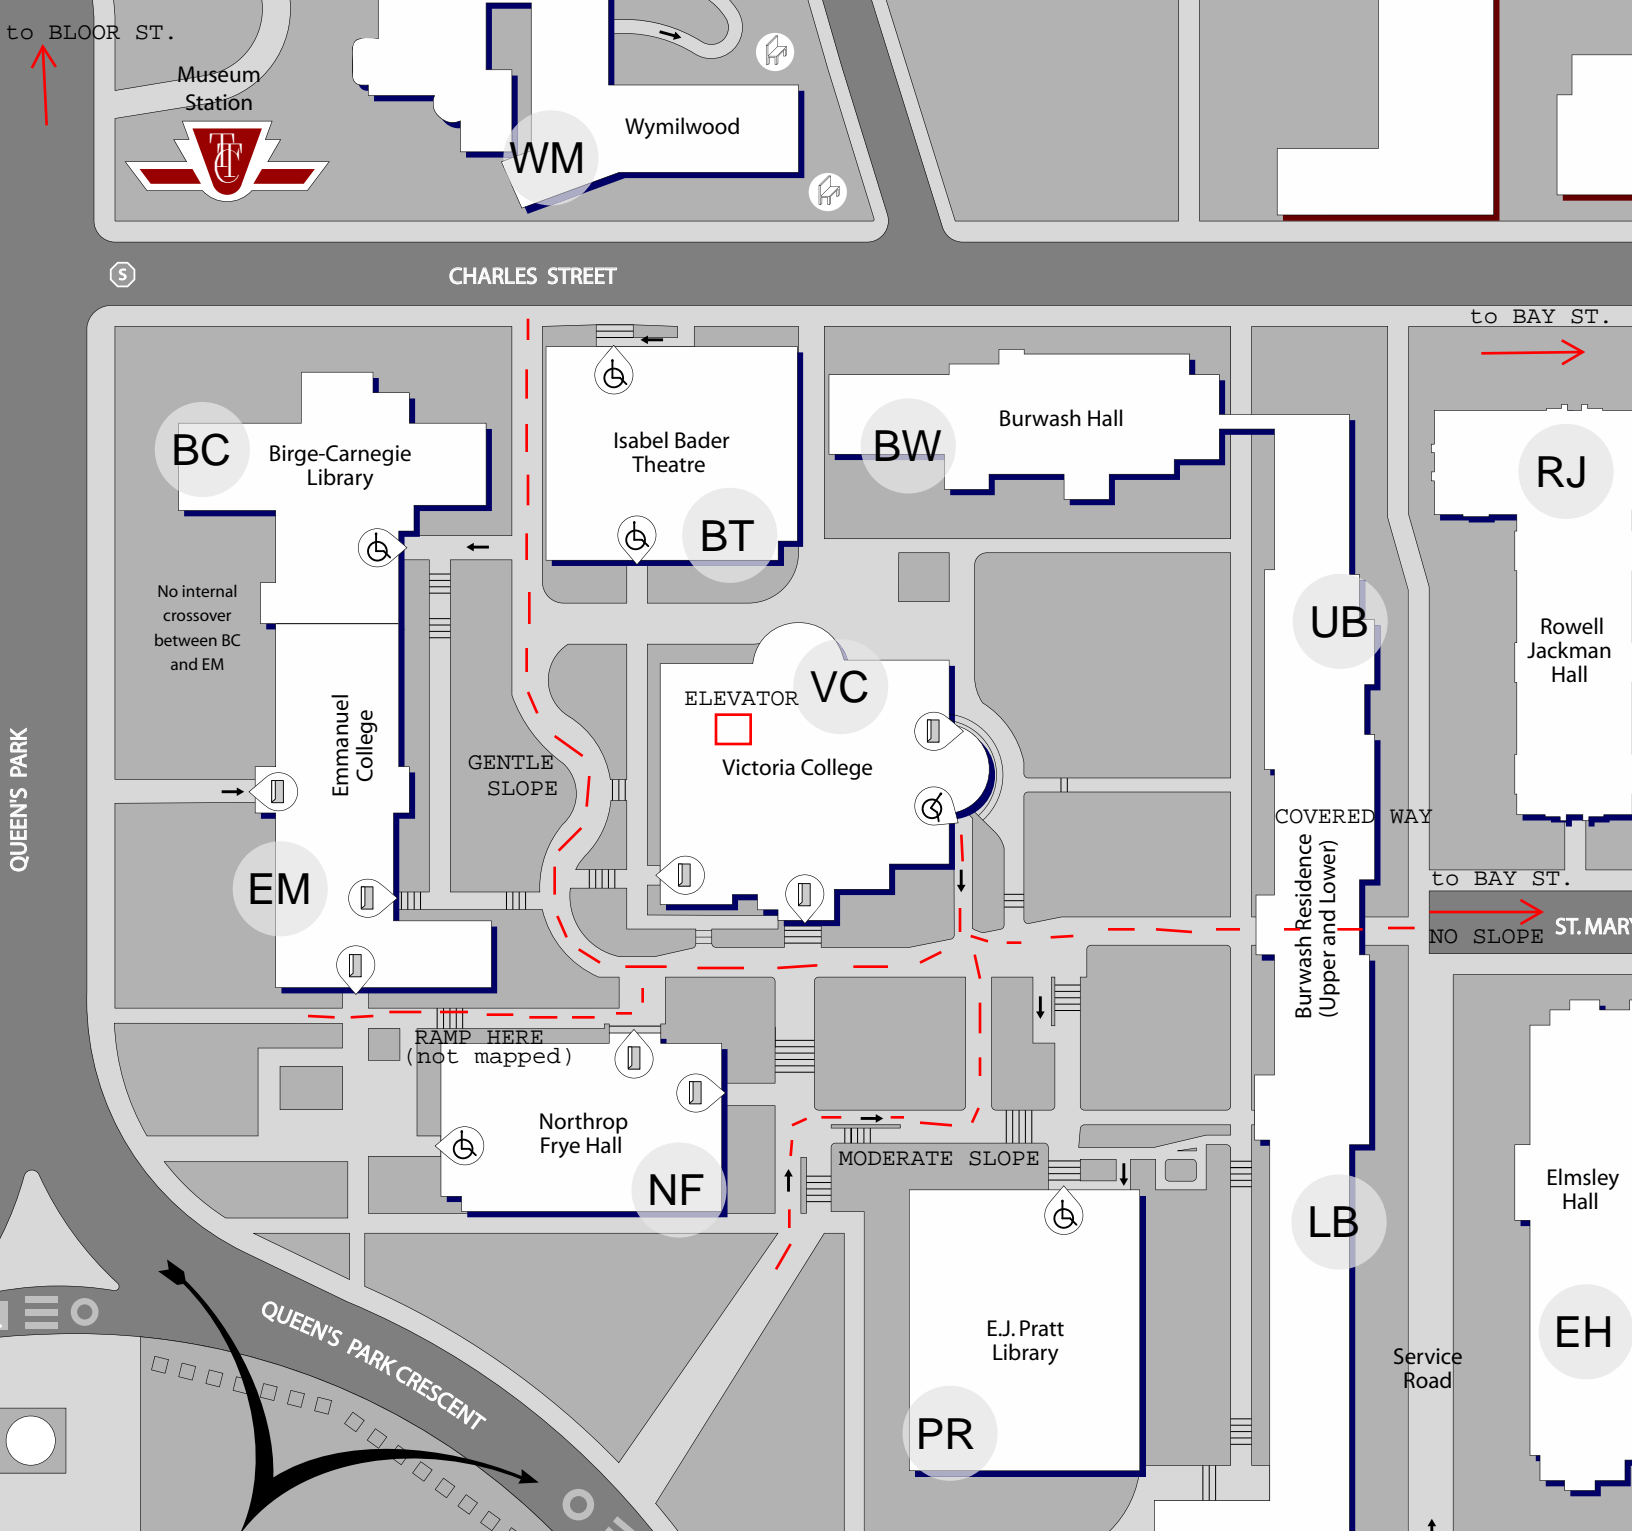 to BLOOR ST.
Museum
Station
TTC
Wymilwood
WM
S
CHARLES STREET
to BAY ST.
BC
Birge-Carnegie
Library
Isabel Bader
Theatre
BT
BW
Burwash Hall
RJ
No internal
crossover
between BC
and EM
UB
Rowell
Jackman
Hall
ELEVATOR
VC
Victoria College
Emmanuel
College
GENTLE
SLOPE
QUEEN'S PARK
COVERED WAY
EM
to BAY ST.
Burwash Residence
(Upper and Lower)
ST. MAR
NO SLOPE
RAMP HERE
(not mapped)
Northrop
Frye Hall
NF
MODERATE SLOPE
Elmsley
Hall
LB
QUEEN'S PARK CRESCENT
E.J. Pratt
Library
EH
Service
Road
PR